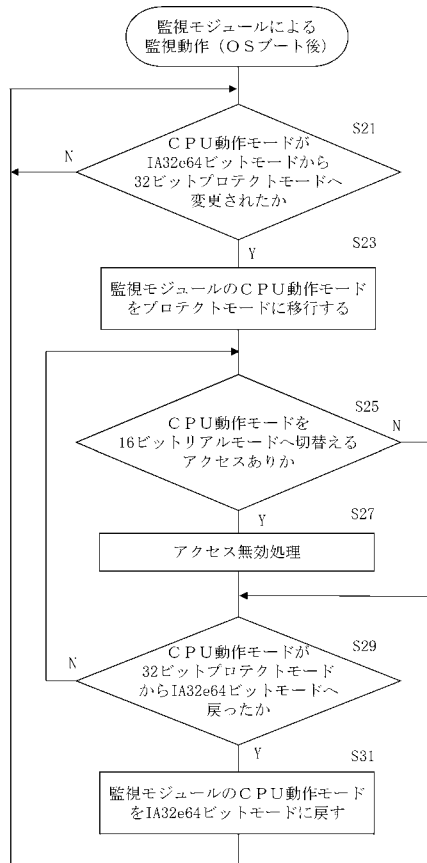 監視モジュールによる
監視動作（ＯＳブート後）
S21
ＣＰＵ動作モードが
IA32e64ビットモードから
32ビットプロテクトモードへ
変更されたか
N
Y
S23
監視モジュールのＣＰＵ動作モード
をプロテクトモードに移行する
S25
ＣＰＵ動作モードを
16ビットリアルモードへ切替える
アクセスありか
N
Y
S27
アクセス無効処理
S29
ＣＰＵ動作モードが
32ビットプロテクトモード
からIA32e64ビットモードへ
戻ったか
N
Y
S31
監視モジュールのＣＰＵ動作モード
をIA32e64ビットモードに戻す